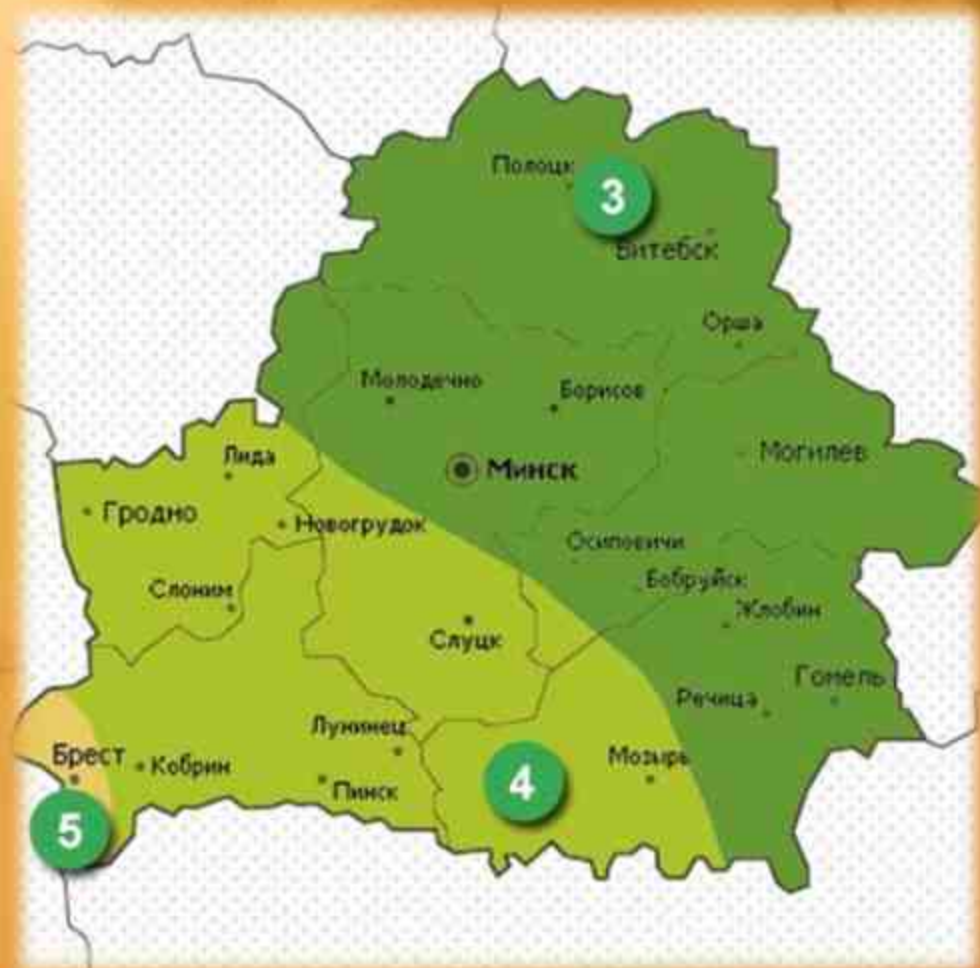 Полоцк
3
Витебск
Орша
Молодечно
Борисов
Минск
Могилев
Лида
Гродно
Новогрудок
Осиповичи
Бобруйск
Слоним
Жлобин
Слуцк
Гомель
Речица
Лунинец
Брест
Кобрин
Мозырь
4
Пинск
5